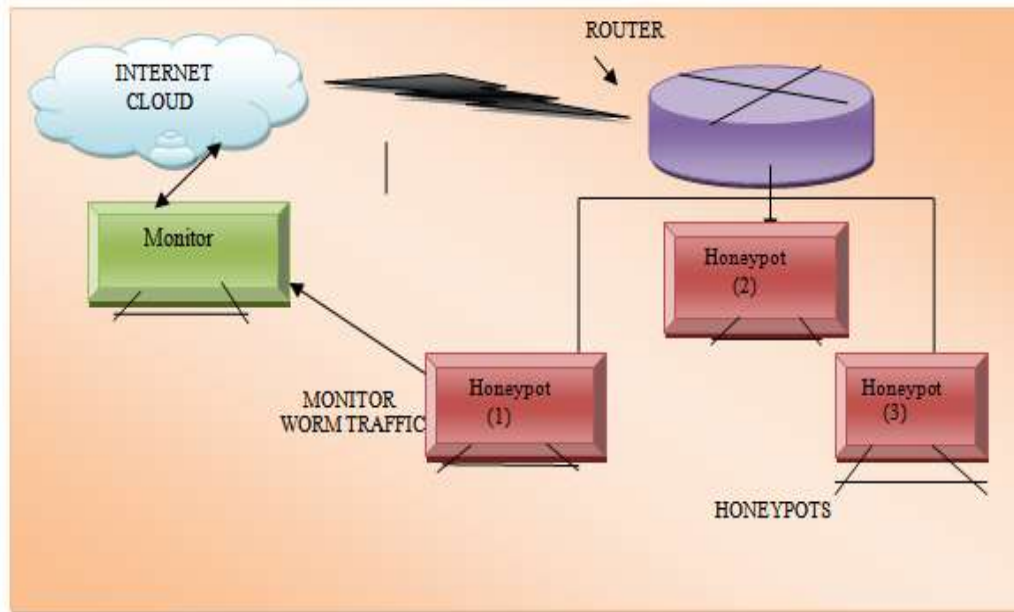 ROUTER
INTERNET
CLOUD
Monitor
Honeypot
(2)
Honeypot
(1)
Honeypot
(3)
MONITOR
WORM TRAFFIC
HONEYPOTS